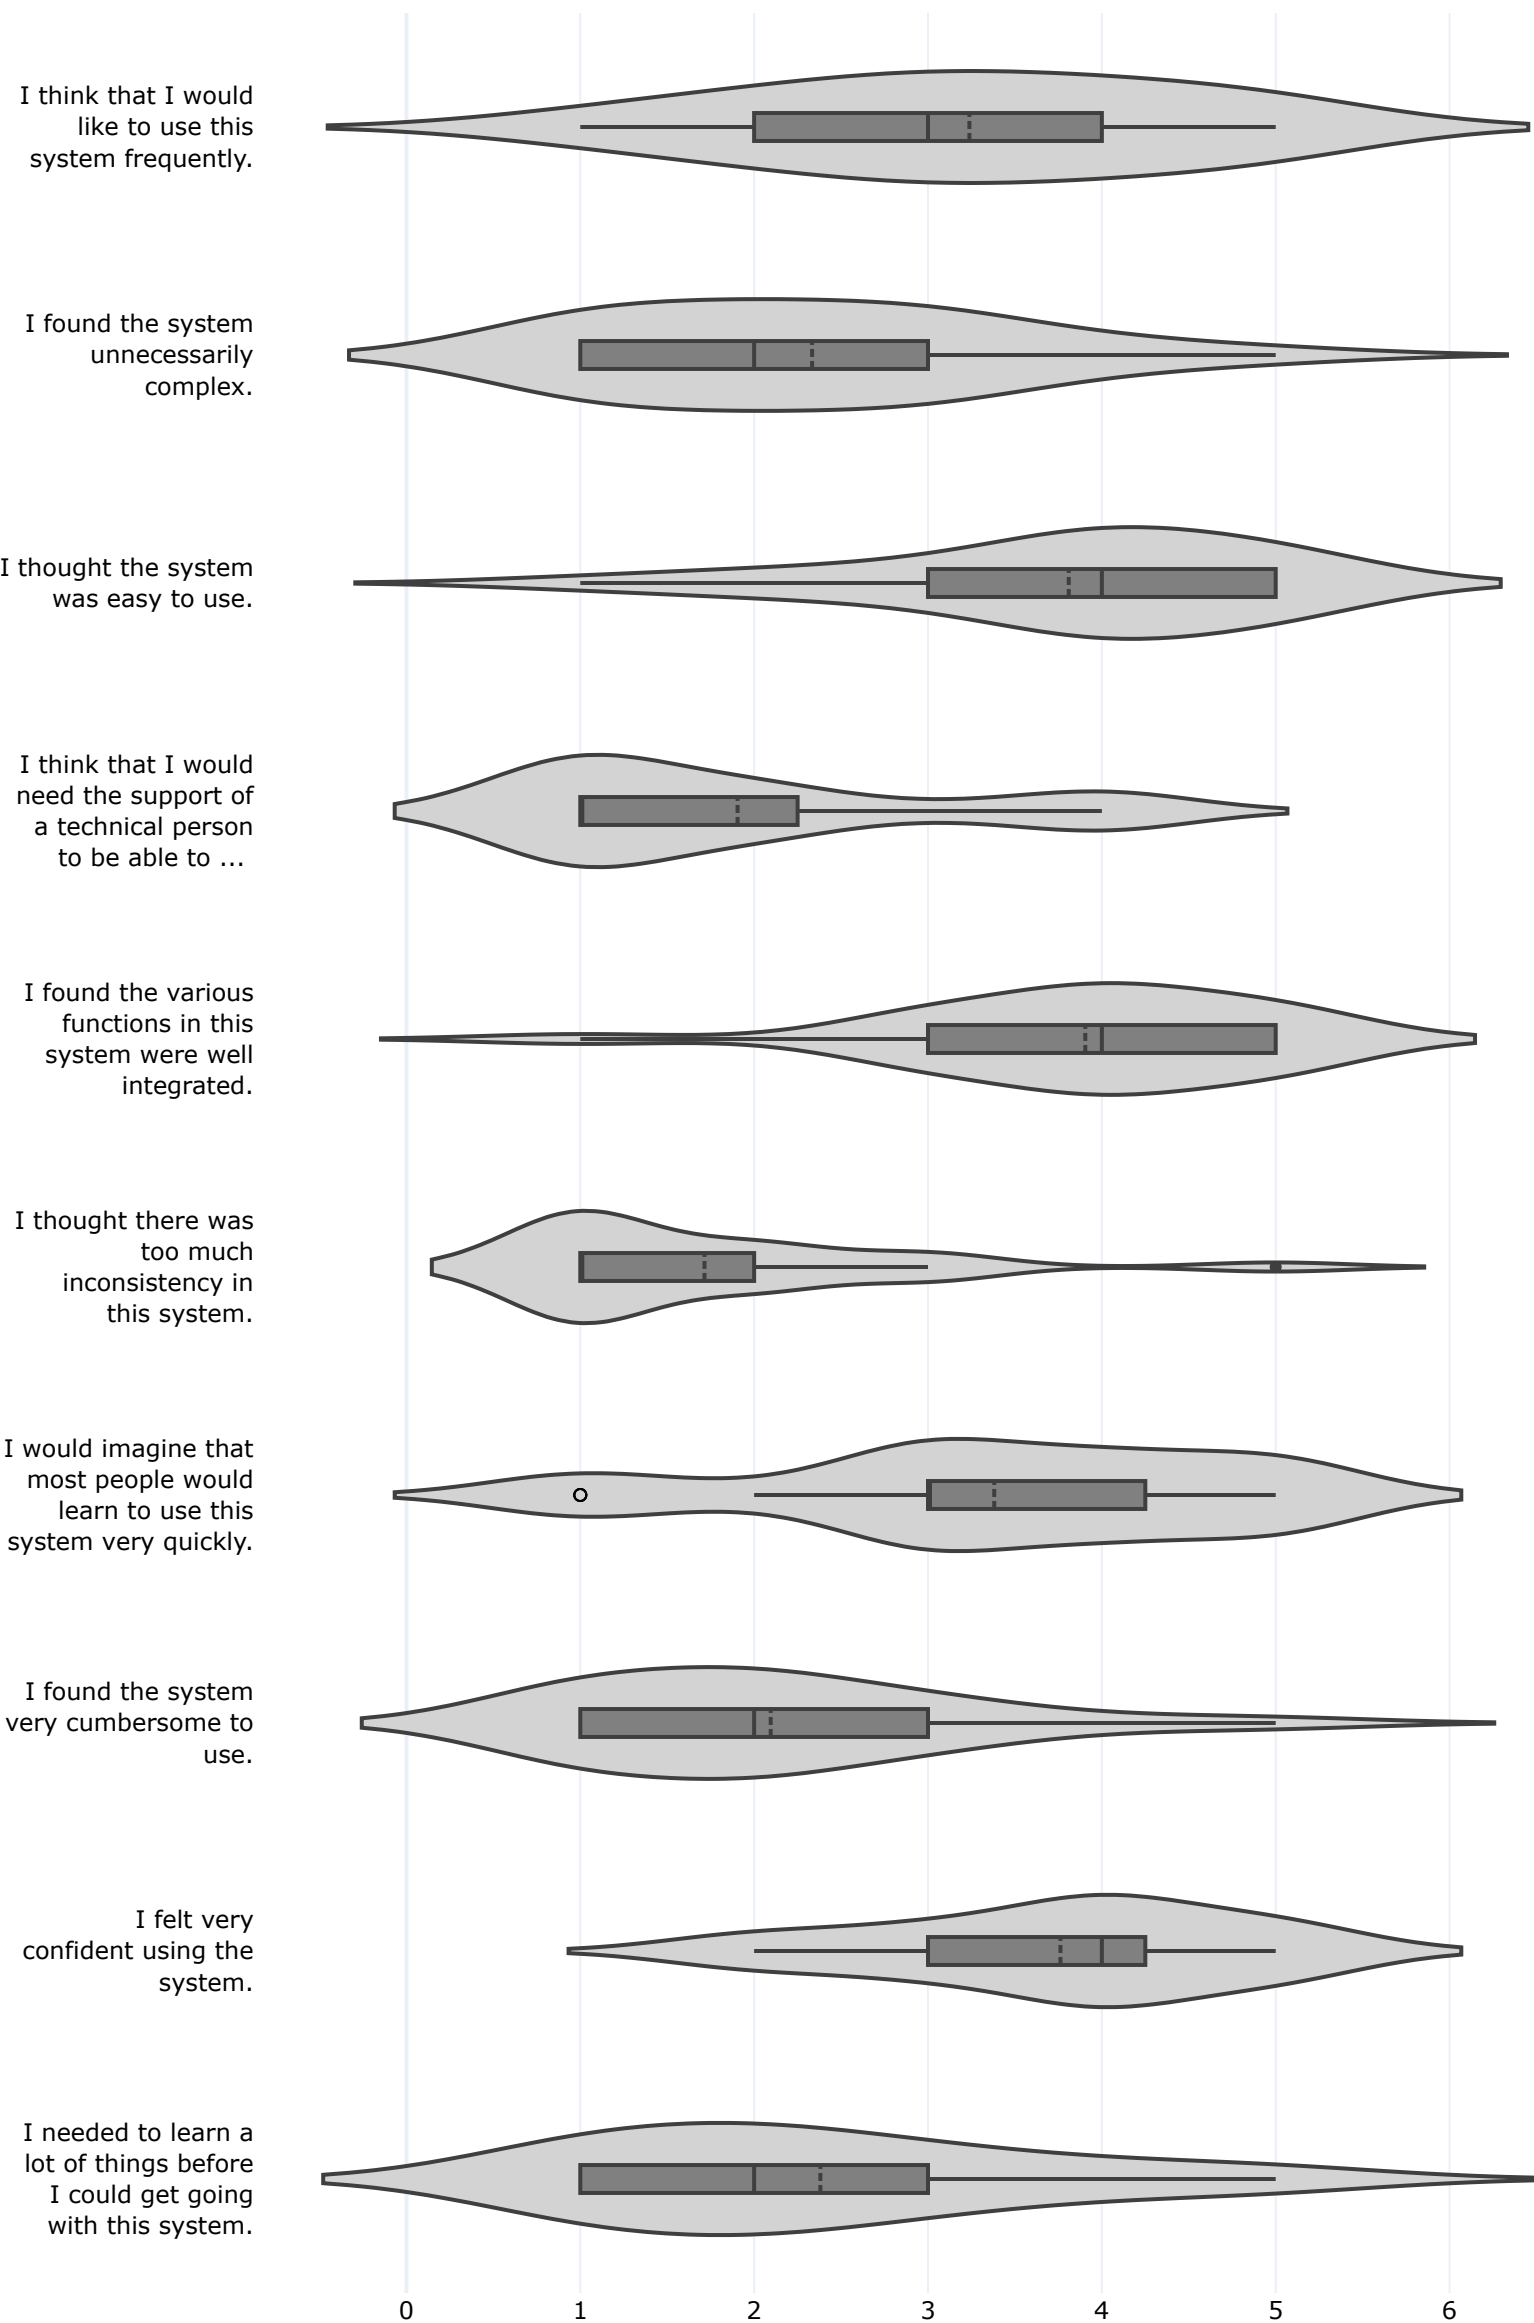 I think that I would
like to use this
system frequently.
I found the system
unnecessarily
complex.
I thought the system
was easy to use.
I think that I would
need the support of
a technical person
to be able to …
I found the various
functions in this
system were well
integrated.
I thought there was
too much
inconsistency in
this system.
I would imagine that
most people would
learn to use this
system very quickly.
I found the system
very cumbersome to
use.
I felt very
confident using the
system.
I needed to learn a
lot of things before
I could get going
with this system.
0 1 2 3 4 5 6